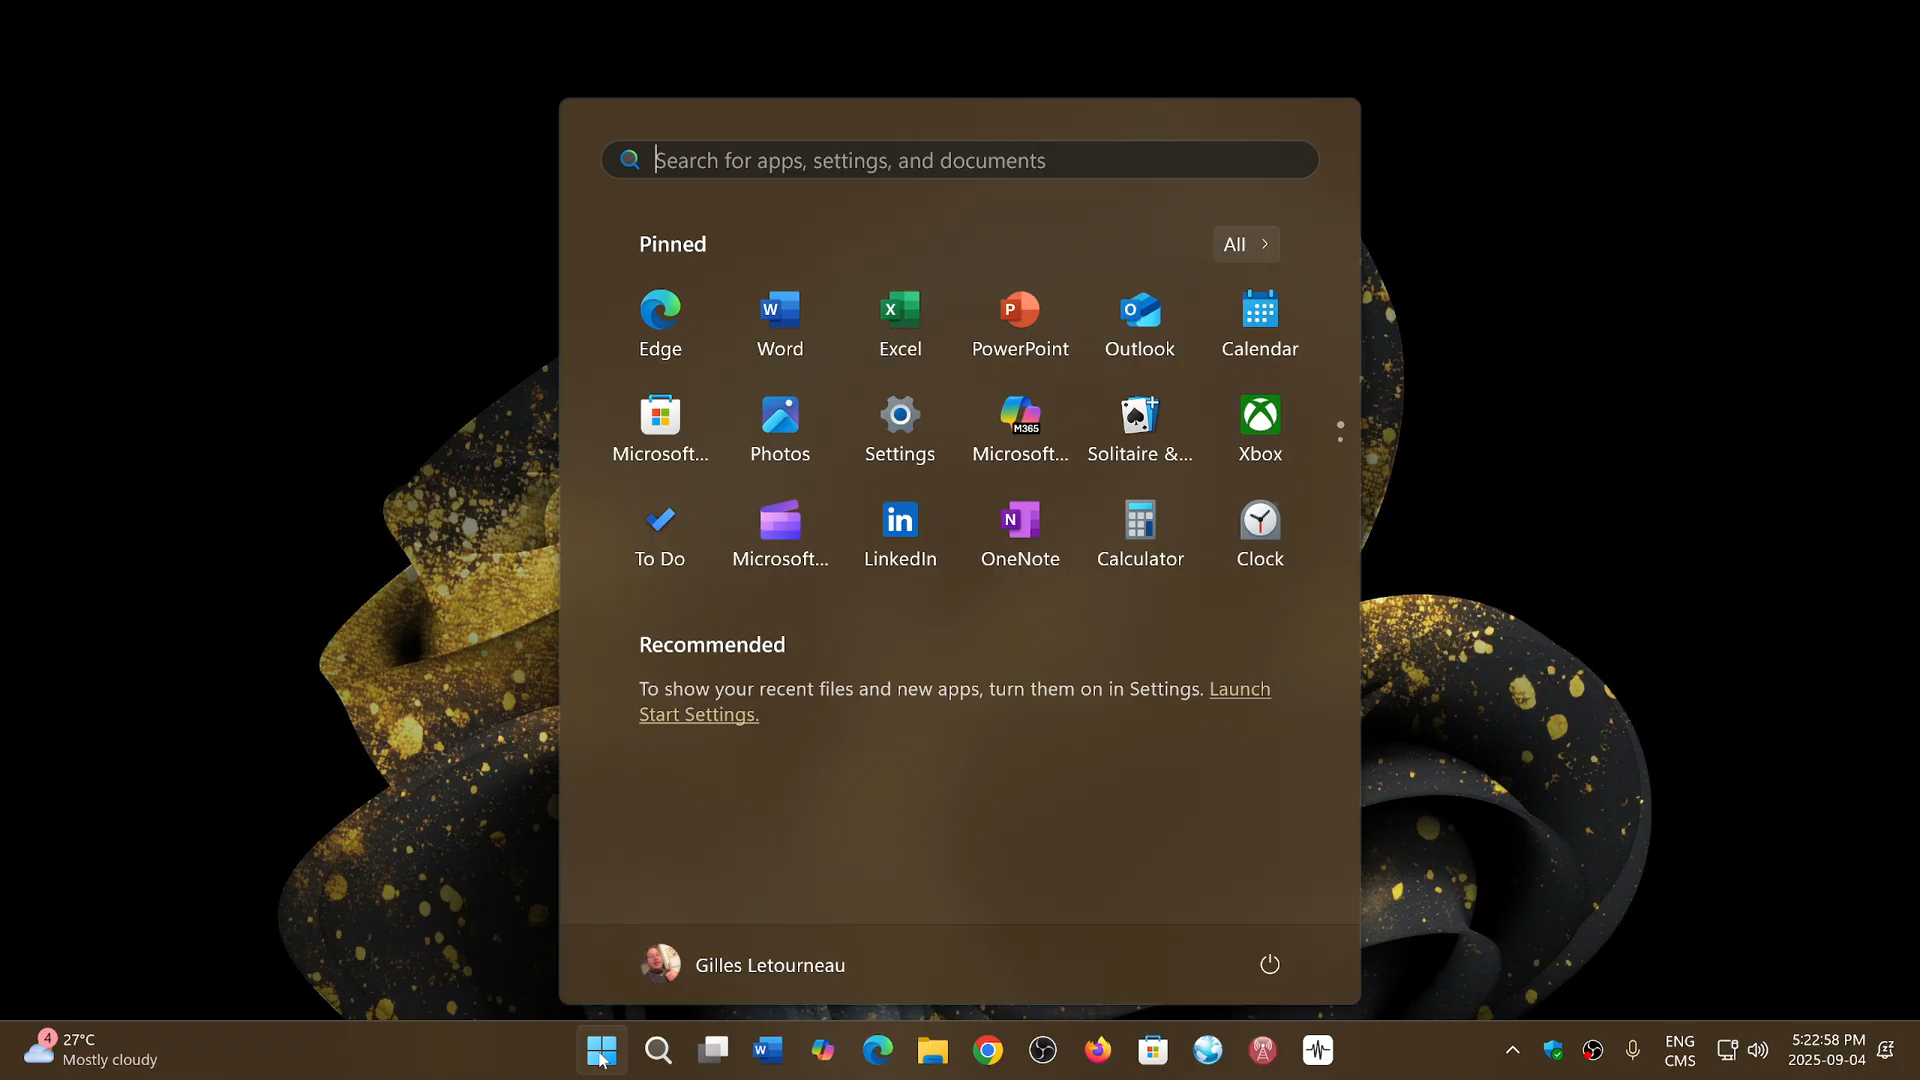 Search for apps, settings, and documents
Pinned
All
Edge
Word
Excel
PowerPoint
Outlook
Calendar
Microsoft...
Photos
Settings
M365
Microsoft...
Solitaire &...
Xbox
To Do
Microsoft...
LinkedIn
OneNote
Calculator
Clock
Recommended
To show your recent files and new apps, turn them on in Settings. Launch
Start Settings.
Gilles Letourneau
4
27°C
Mostly cloudy
ENG
CMS
5:22:58 PM
2025-09-04